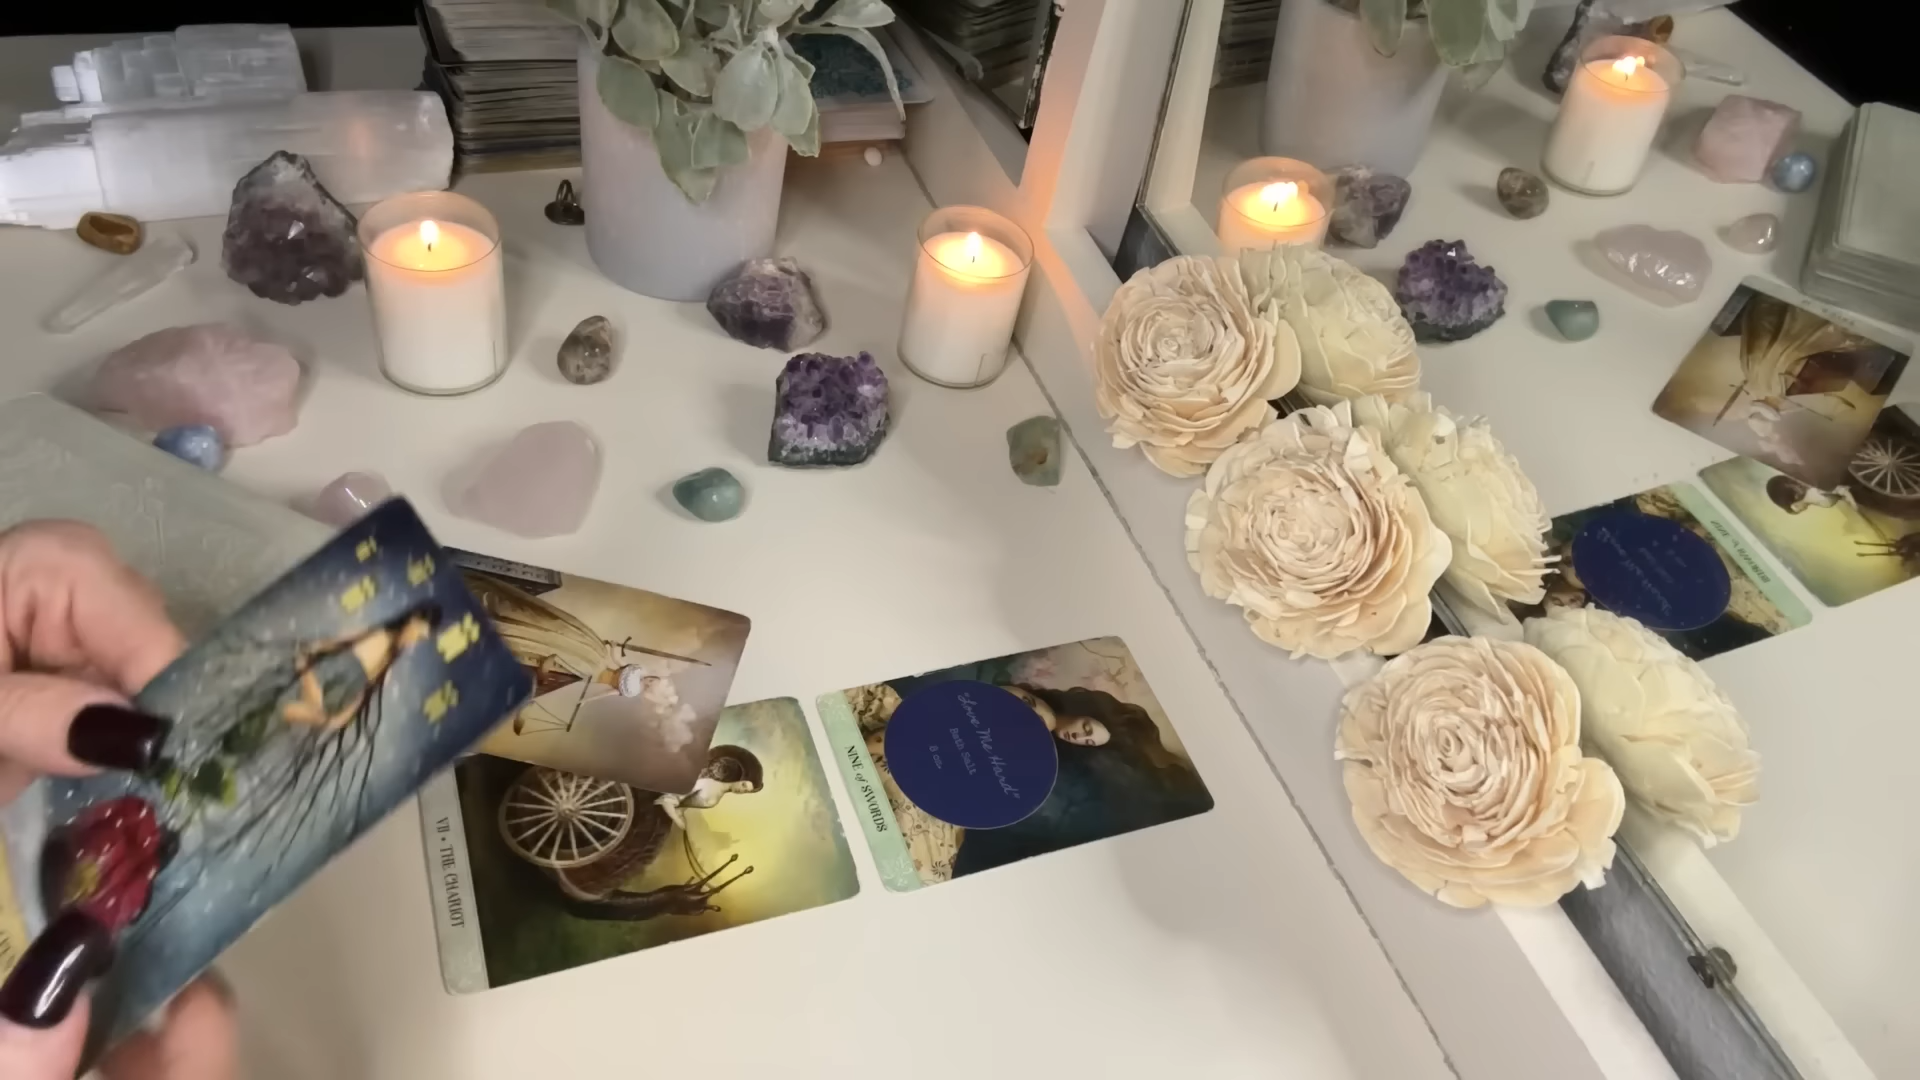 VII • THE CHARIOT
NINE of SWORDS
"Love Me Hard"
Bath Salt
8 oz.